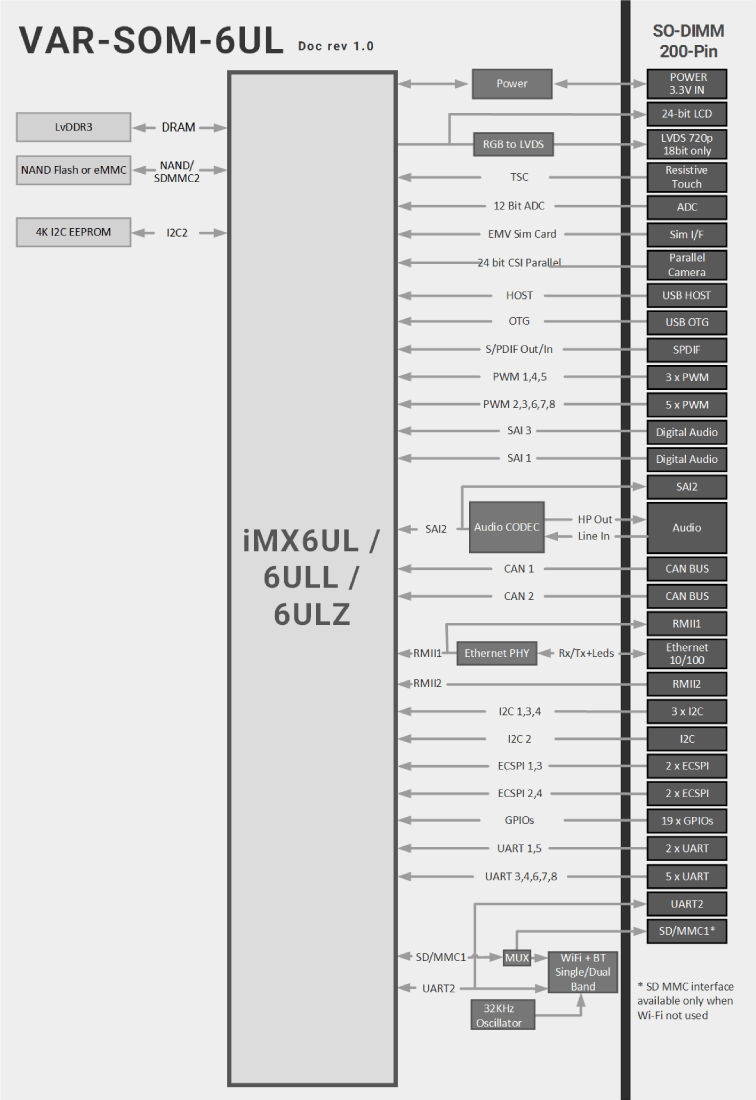 VAR-SOM-6UL Doc rev 1.0
SO-DIMM
200-Pin
Power
POWER
3.3V IN
24-bit LCD
LvDDR3
DRAM
RGB to LVDS
LVDS 720p
18bit only
NAND Flash or eMMC
NAND/
SDMMC2
TSC
Resistive
Touch
12 Bit ADC
ADC
4K I2C EEPROM
I2C2
EMV Sim Card
Sim I/F
24 bit CSI Parallel
Parallel
Camera
HOST
USB HOST
OTG
USB OTG
S/PDIF Out/In
SPDIF
PWM 1,4,5
3 x PWM
PWM 2,3,6,7,8
5 x PWM
SAI 3
Digital Audio
SAI 1
Digital Audio
SAI2
iMX6UL /
6ULL /
6ULZ
SAI2
Audio CODEC
HP Out
Line In
Audio
CAN 1
CAN BUS
CAN 2
CAN BUS
RMII1
RMII1
Ethernet PHY
Rx/Tx+Leds
Ethernet
10/100
RMII2
RMII2
I2C 1,3,4
3 x I2C
I2C 2
I2C
ECSPI 1,3
2 x ECSPI
ECSPI 2,4
2 x ECSPI
GPIOs
19 x GPIOs
UART 1,5
2 x UART
UART 3,4,6,7,8
5 x UART
UART2
SD/MMC1*
SD/MMC1
MUX
WiFi + BT
Single/Dual
Band
UART2
32KHz
Oscillator
* SD MMC interface
available only when
Wi-Fi not used